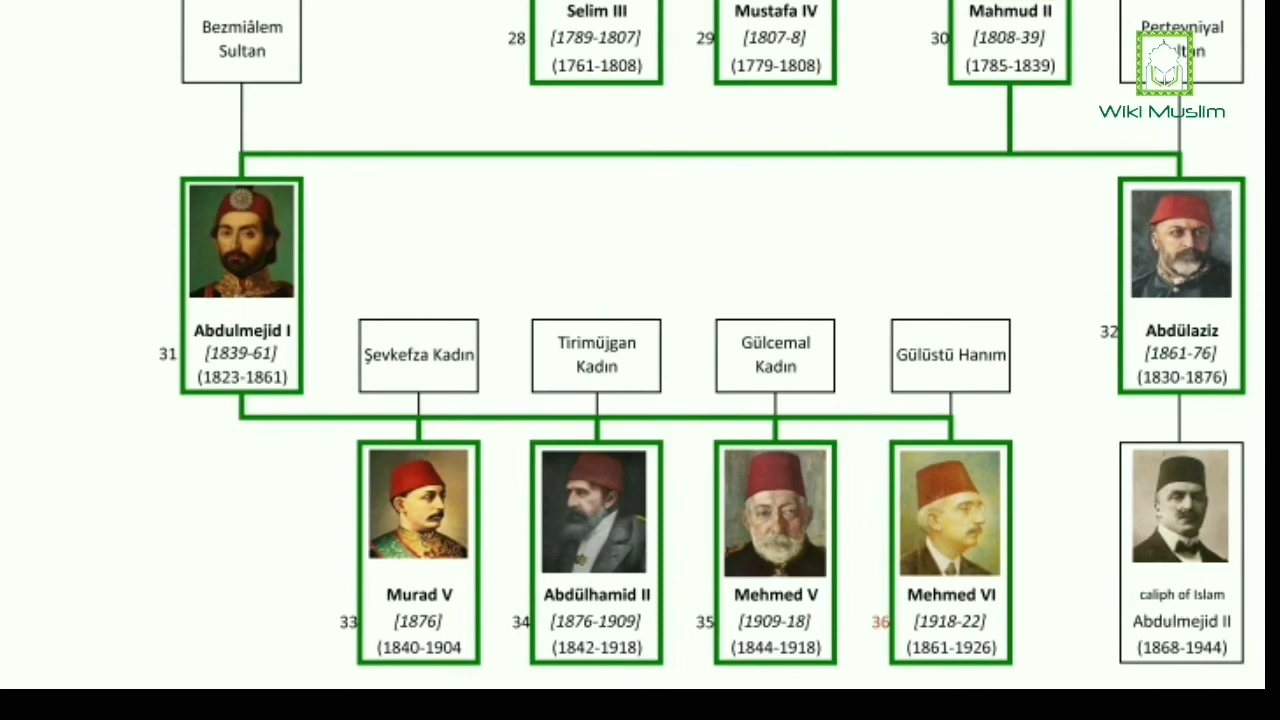 Bezmiâlem
Sultan
28
Selim III
[1789-1807]
(1761-1808)
29
Mustafa IV
[1807-8]
(1779-1808)
30
Mahmud II
[1808-39]
(1785-1839)
Pertevniyal
Wiki Muslim
31
Abdulmejid I
[1839-61]
(1823-1861)
32
Abdülaziz
[1861-76]
(1830-1876)
Şevkefza Kadın
Tirimüjgan
Kadın
Gülcemal
Kadın
Gülüstü Hanım
33
Murad V
[1876]
(1840-1904
34
Abdülhamid II
[1876-1909]
(1842-1918)
35
Mehmed V
[1909-18]
(1844-1918)
36
Mehmed VI
[1918-22]
(1861-1926)
caliph of Islam
Abdulmejid II
(1868-1944)